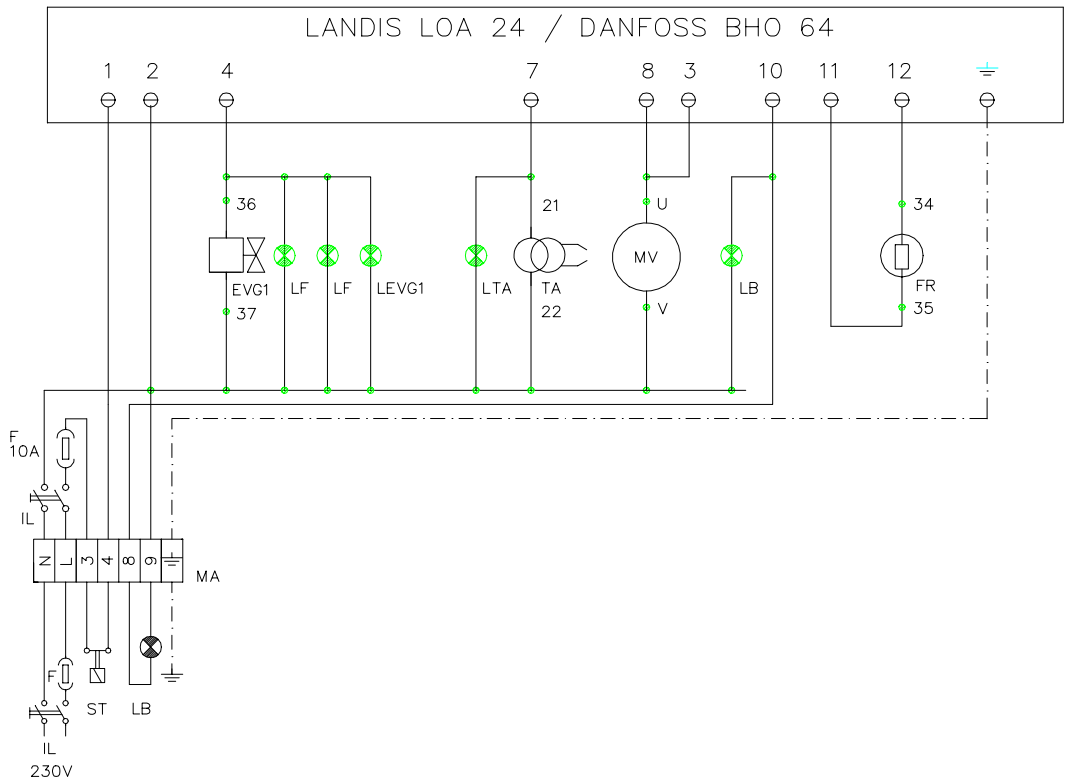 LANDIS LOA 24 / DANFOSS BHO 64
1 2 4 7 8 3 10 11 12
36 21 U 34
MV
EVG1 LF LF LEVG1 LTA TA LB FR
37 22 V 35
F
10A
IL
N L 3 4 8 9
MA
F
ST LB
IL
230V